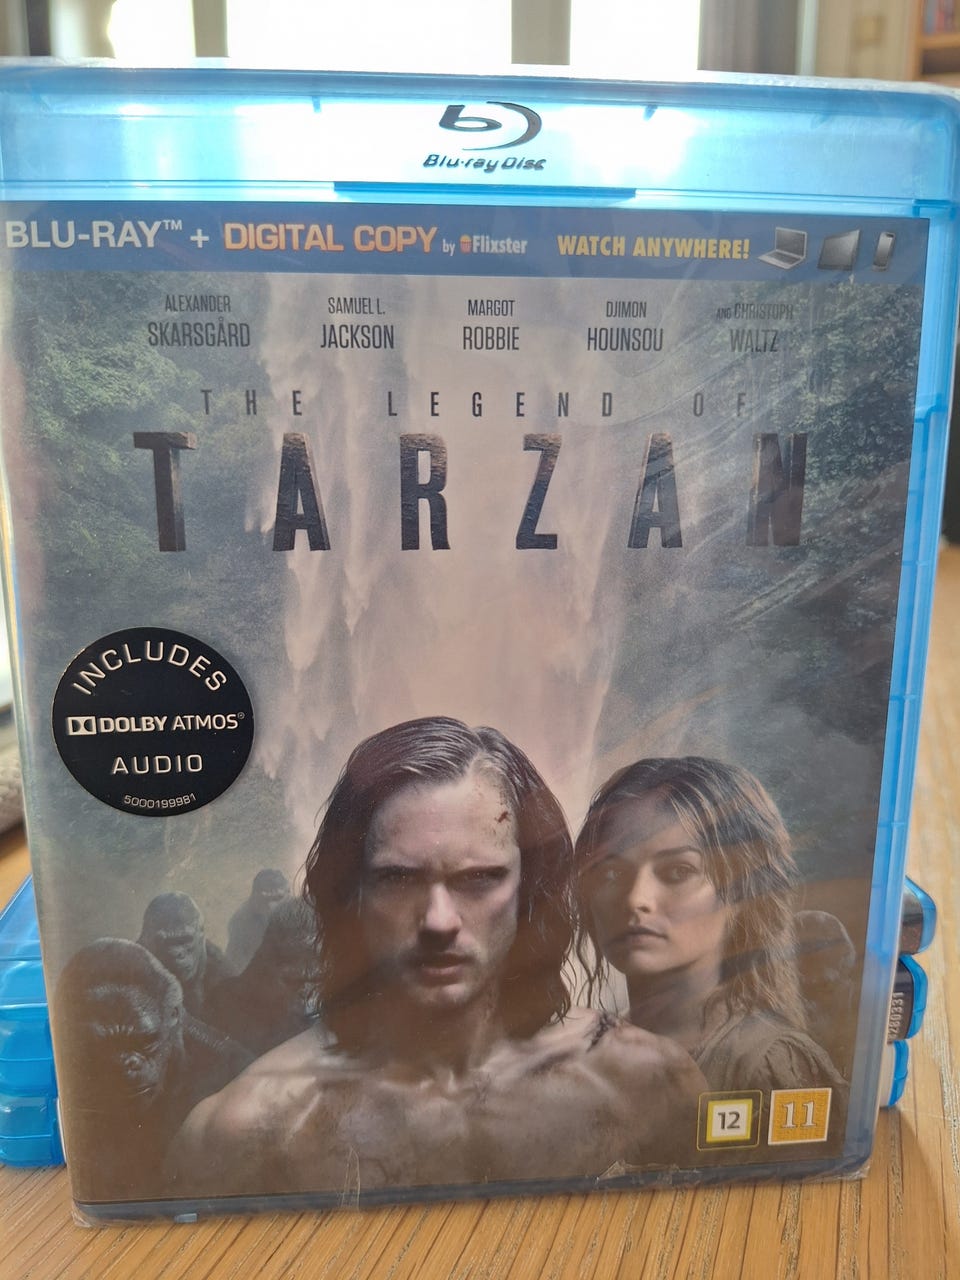 Blu-ray Disc
BLU-RAY™ + DIGITAL COPY by Flixster WATCH ANYWHERE!
ALEXANDER SKARSGÅRD
SAMUEL L. JACKSON
MARGOT ROBBIE
DJIMON HOUNSOU
AND CHRISTOPH WALTZ
THE LEGEND OF
TARZAN
INCLUDES
DOLBY ATMOS®
AUDIO
5000199981
12
11
280331